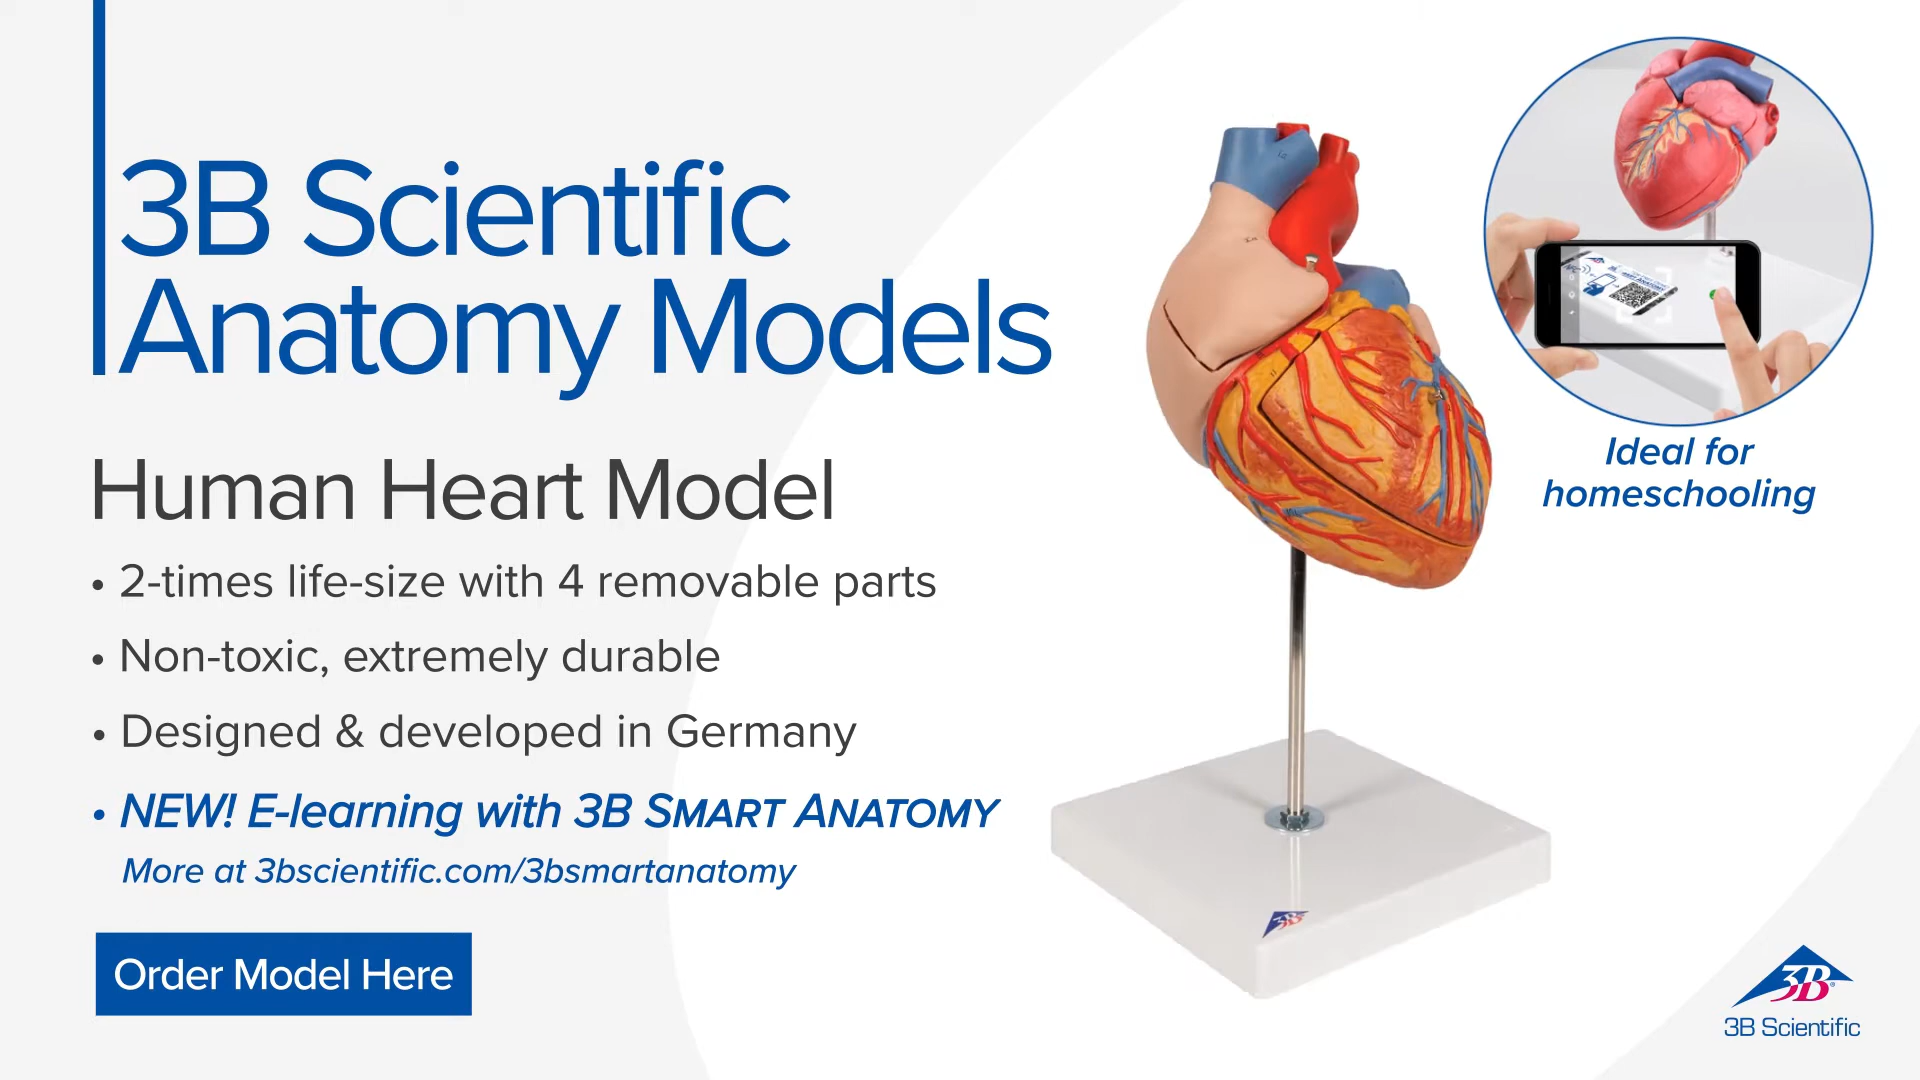 3B Scientific
Anatomy Models
Human Heart Model
• 2-times life-size with 4 removable parts
• Non-toxic, extremely durable
• Designed & developed in Germany
• NEW! E-learning with 3B SMART ANATOMY
More at 3bscientific.com/3bsmartanatomy
Order Model Here
Ideal for
homeschooling
3B
3B®
3B Scientific